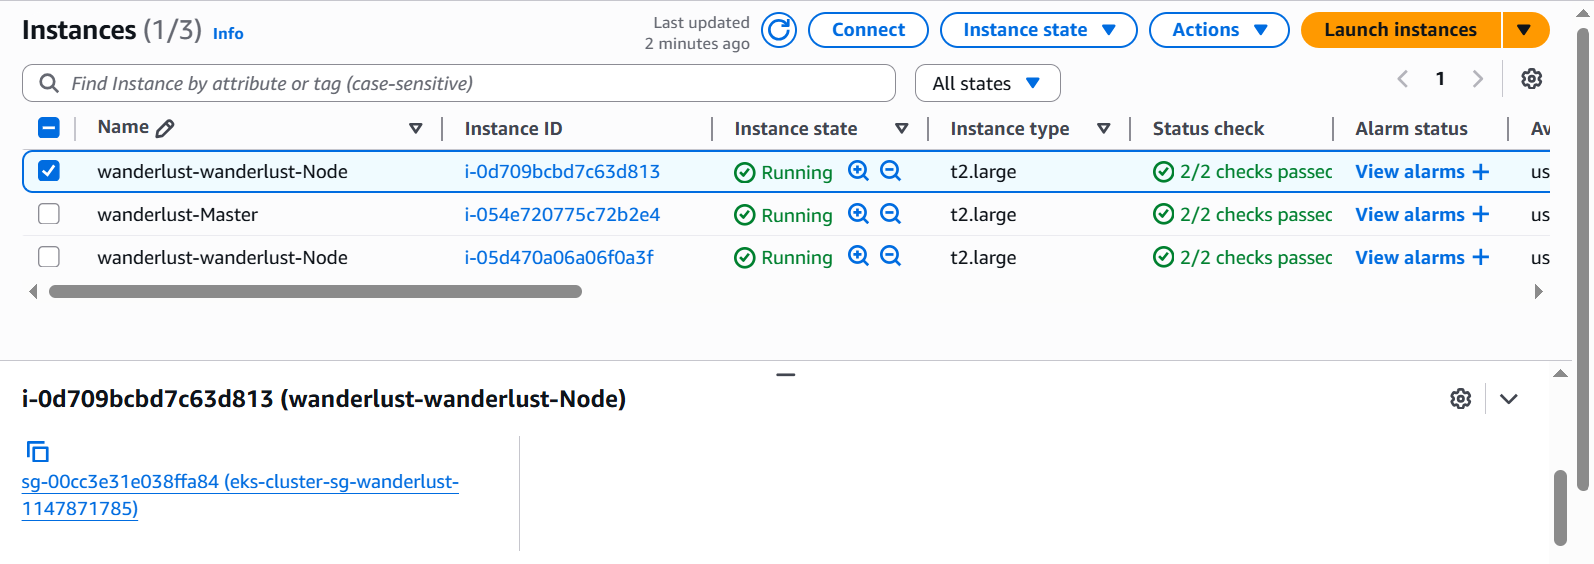 Instances (1/3) Info
Last updated
2 minutes ago
Connect
Instance state
Actions
Launch instances
Find Instance by attribute or tag (case-sensitive)
All states
1
Name Instance ID Instance state Instance type Status check Alarm status Av
wanderlust-wanderlust-Node i-0d709bcbd7c63d813 Running t2.large 2/2 checks passec View alarms + us
wanderlust-Master i-054e720775c72b2e4 Running t2.large 2/2 checks passec View alarms + us
wanderlust-wanderlust-Node i-05d470a06a06f0a3f Running t2.large 2/2 checks passec View alarms + us
i-0d709bcbd7c63d813 (wanderlust-wanderlust-Node)
sg-00cc3e31e038ffa84 (eks-cluster-sg-wanderlust-
1147871785)